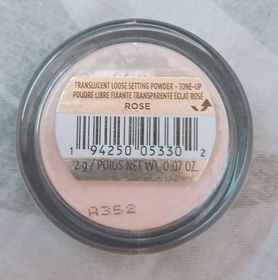 TRANSLUCENT LOOSE SETTING POWDER - TONE-UP
POUDRE LIBRE FIXANTE TRANSPARENTE ÉCLAT ROSÉ
ROSE
1 94250 05330 2
2 g / POIDS NET WT. 0.07 OZ.
A352